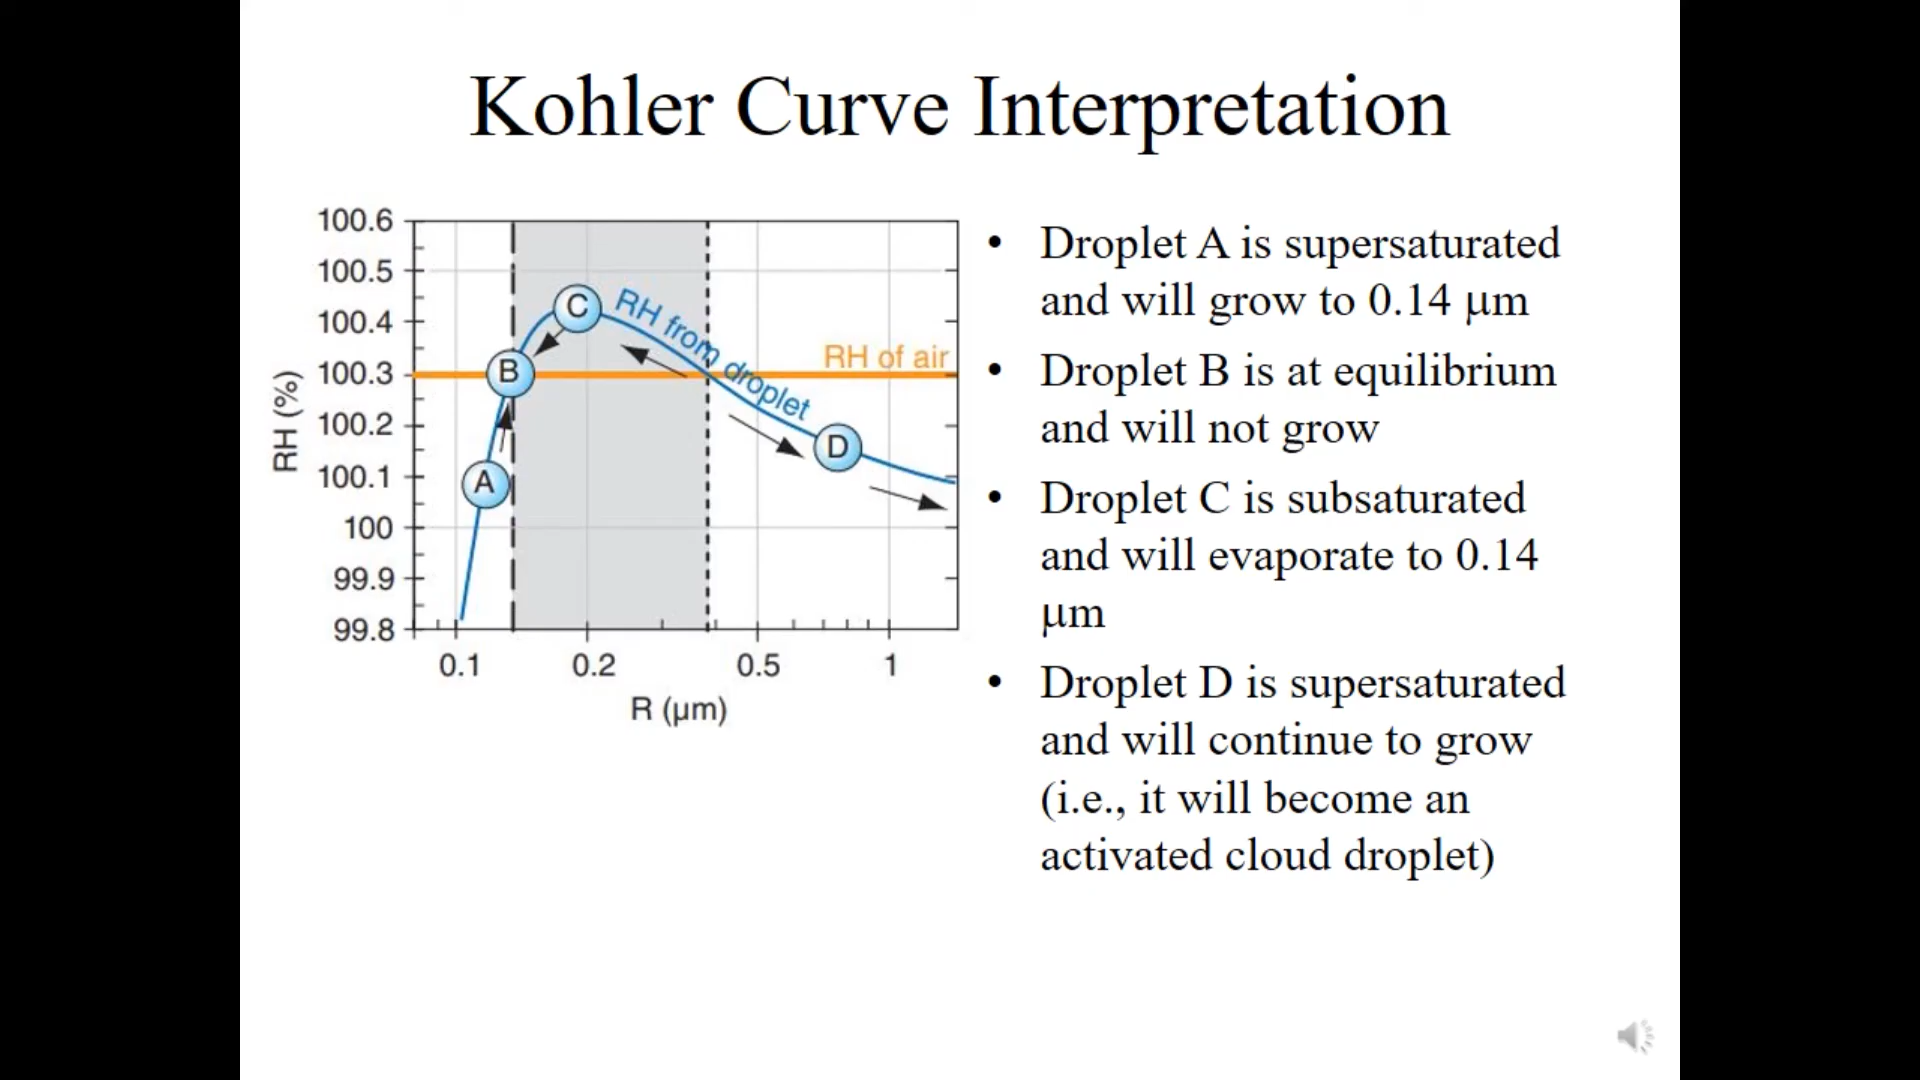 Kohler Curve Interpretation
100.6
100.5
100.4
100.3
100.2
100.1
100
99.9
99.8
RH (%)
C
RH from droplet
RH of air
B
D
A
0.1 0.2 0.5 1
R (µm)
• Droplet A is supersaturated
and will grow to 0.14 µm
• Droplet B is at equilibrium
and will not grow
• Droplet C is subsaturated
and will evaporate to 0.14
µm
• Droplet D is supersaturated
and will continue to grow
(i.e., it will become an
activated cloud droplet)